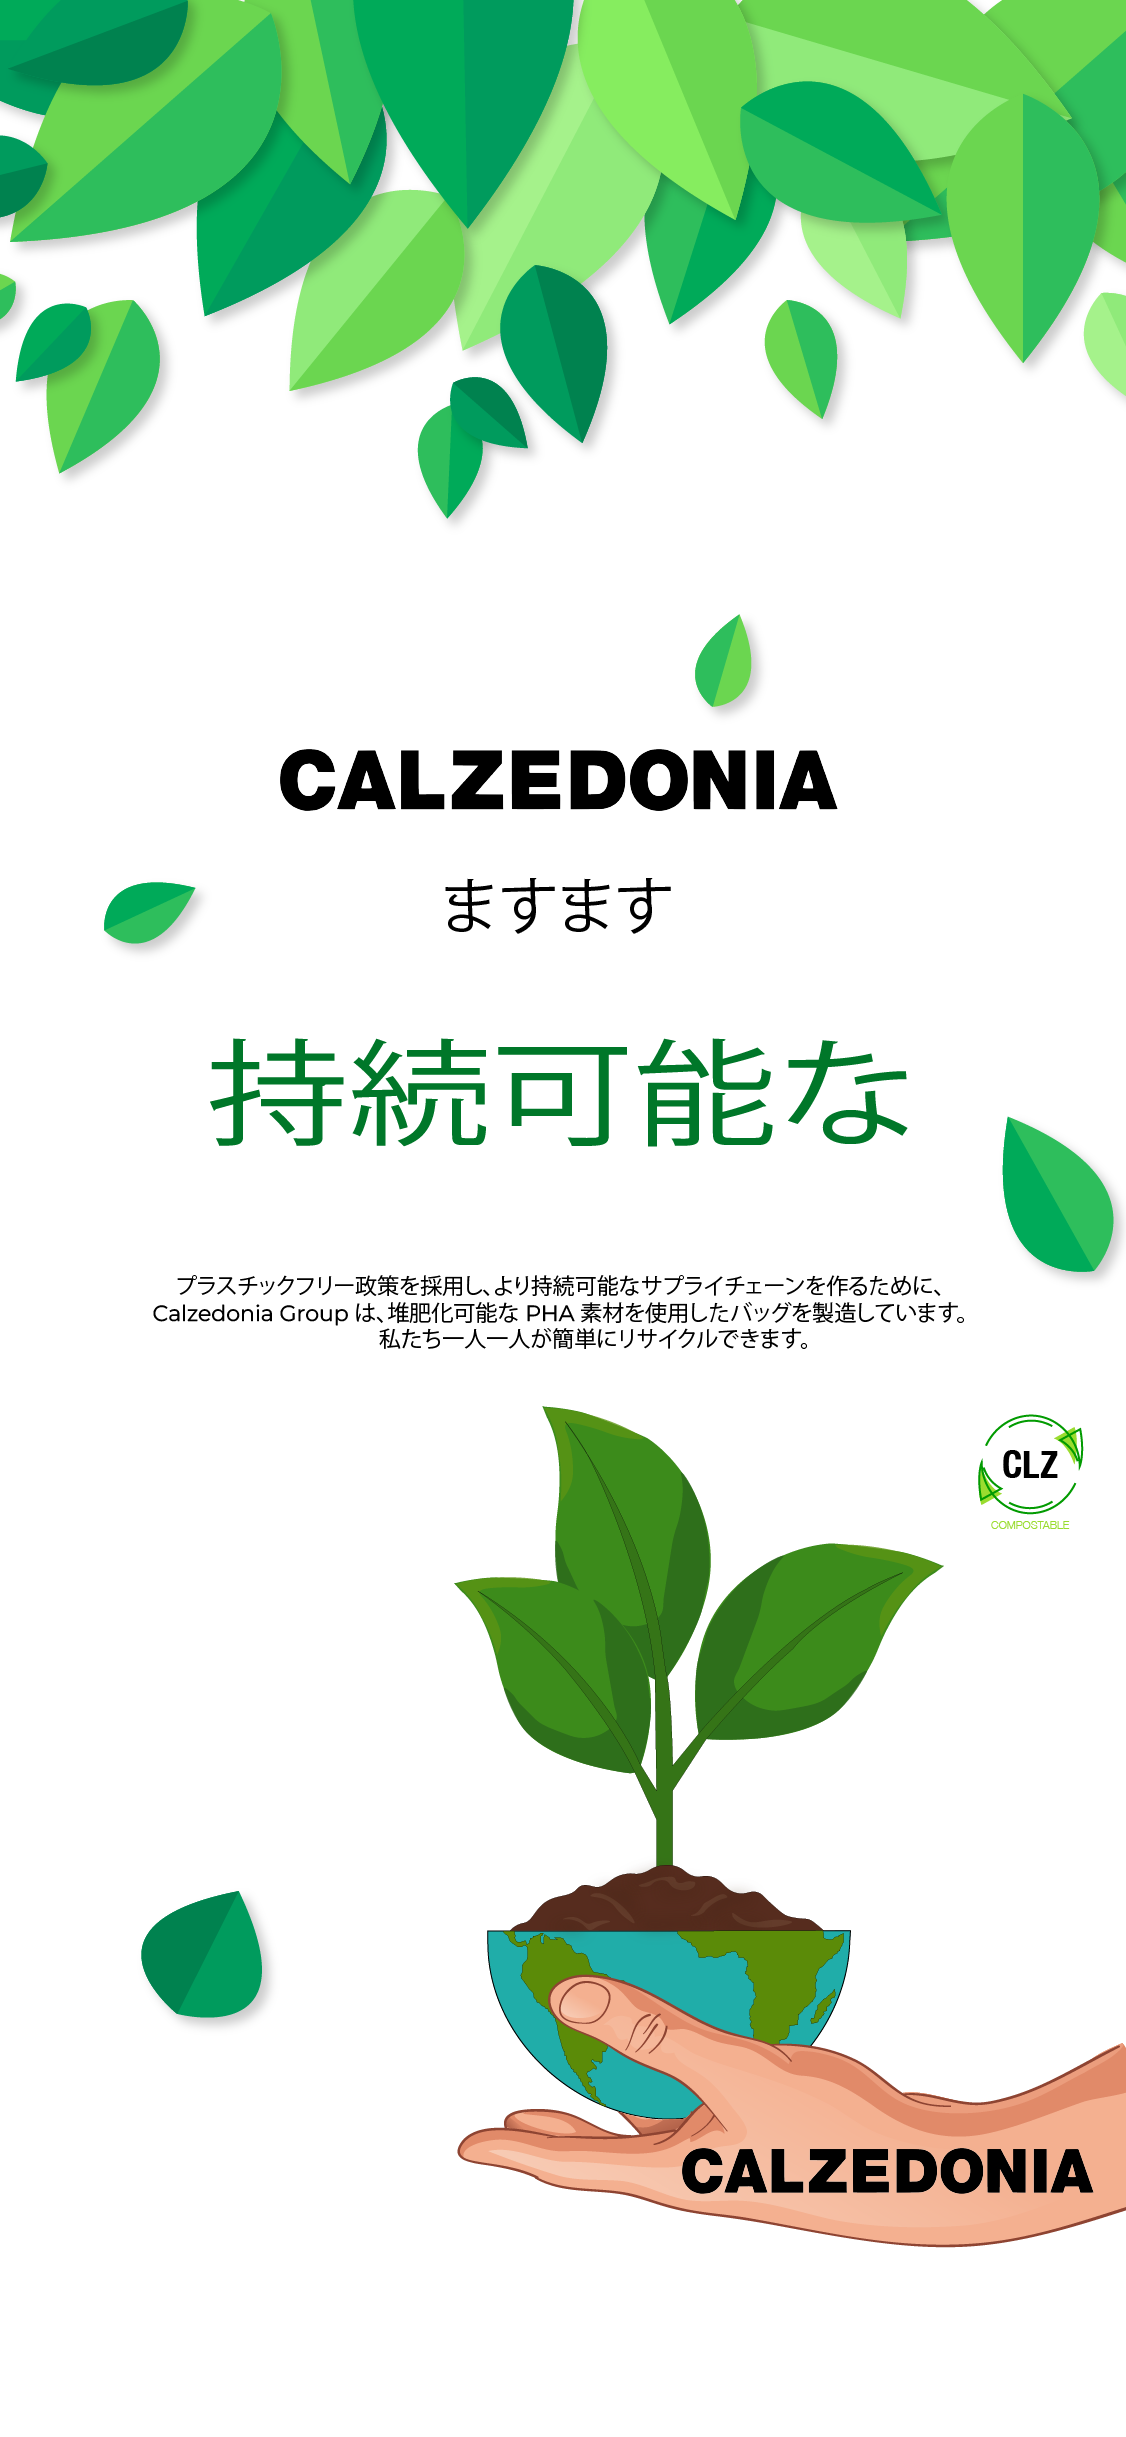 CALZEDONIA
ますます
持続可能な
プラスチックフリー政策を採用し、より持続可能なサプライチェーンを作るために、
Calzedonia Group は、堆肥化可能な PHA 素材を使用したバッグを製造しています。
私たち一人一人が簡単にリサイクルできます。
CLZ
COMPOSTABLE
CALZEDONIA